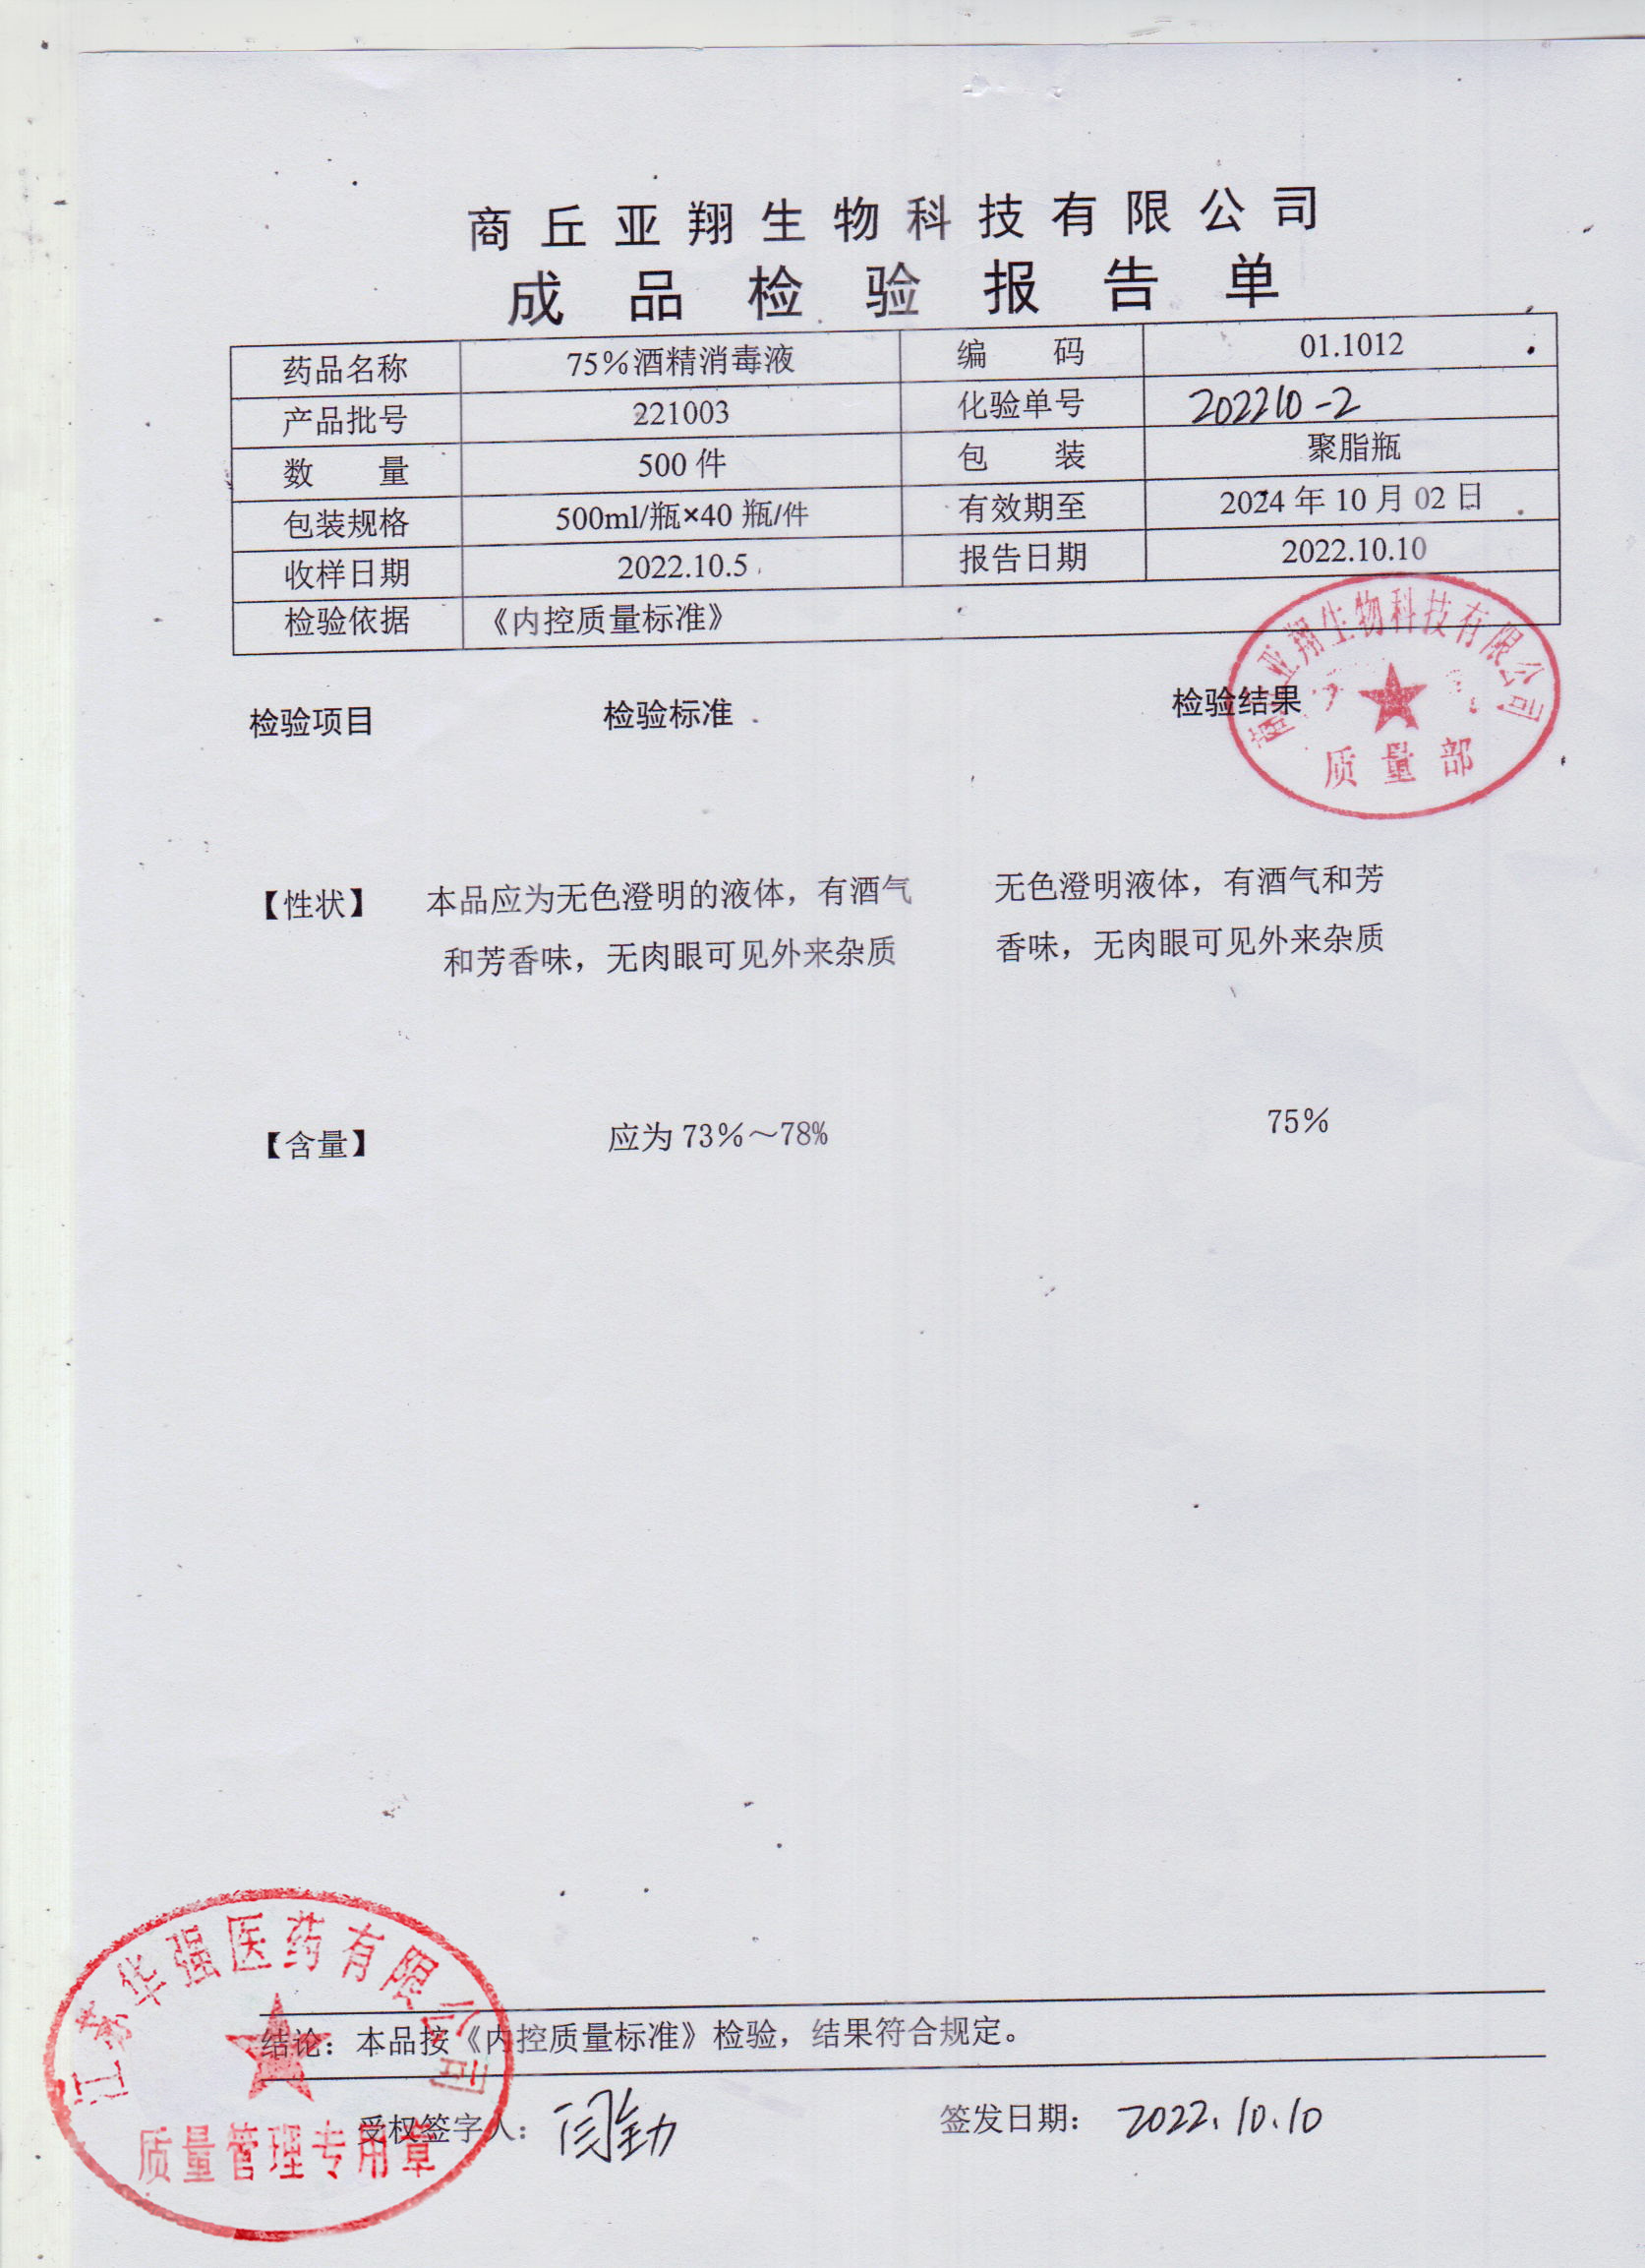 商丘亚翔生物科技有限公司
成品检验报告单
药品名称 75%酒精消毒液 编码 01.1012
产品批号 221003 化验单号 202210-2
数量 500件 包装 聚脂瓶
包装规格 500ml/瓶×40瓶/件 有效期至 2024年10月02日
收样日期 2022.10.5 报告日期 2022.10.10
检验依据 《内控质量标准》
商丘亚翔生物科技有限公司
质量部
检验项目 检验标准 检验结果
【性状】 本品应为无色澄明的液体，有酒气 无色澄明液体，有酒气和芳
和芳香味，无肉眼可见外来杂质 香味，无肉眼可见外来杂质
【含量】 应为73%～78% 75%
江苏华强医药有限公司
质量管理专用章
结论：本品按《内控质量标准》检验，结果符合规定。
受权签字人： 签发日期：2022.10.10